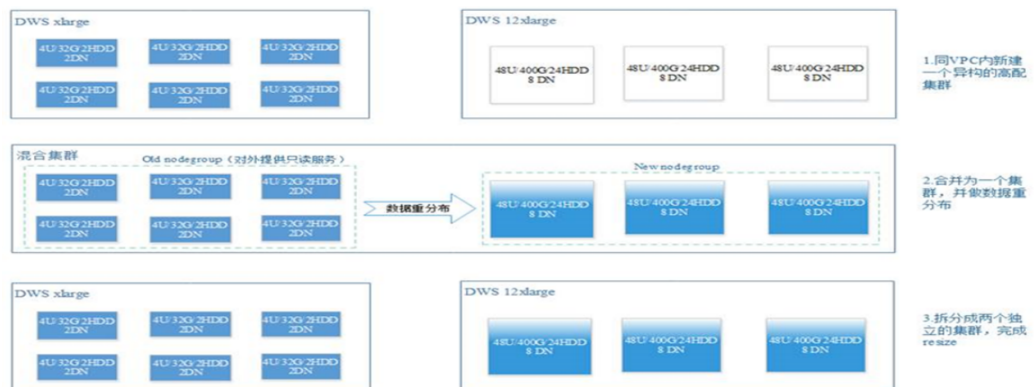 DWS xlarge
4U/32G/2HDD
2DN
4U/32G/2HDD
2DN
4U/32G/2HDD
2DN
4U/32G/2HDD
2DN
4U/32G/2HDD
2DN
4U/32G/2HDD
2DN
DWS 12xlarge
48U/400G/24HDD
8 DN
48U/400G/24HDD
8 DN
48U/400G/24HDD
8 DN
1.同VPC内新建
一个异构的高配
集群
混合集群
Old nodegroup（对外提供只读服务）
4U/32G/2HDD
2DN
4U/32G/2HDD
2DN
4U/32G/2HDD
2DN
4U/32G/2HDD
2DN
4U/32G/2HDD
2DN
4U/32G/2HDD
2DN
数据重分布
New nodegroup
48U/400G/24HDD
8 DN
48U/400G/24HDD
8 DN
48U/400G/24HDD
8 DN
2.合并为一个集
群，并做数据重
分布
DWS xlarge
4U/32G/2HDD
2DN
4U/32G/2HDD
2DN
4U/32G/2HDD
2DN
4U/32G/2HDD
2DN
4U/32G/2HDD
2DN
4U/32G/2HDD
2DN
DWS 12xlarge
48U/400G/24HDD
8 DN
48U/400G/24HDD
8 DN
48U/400G/24HDD
8 DN
3.拆分成两个独
立的集群，完成
resize